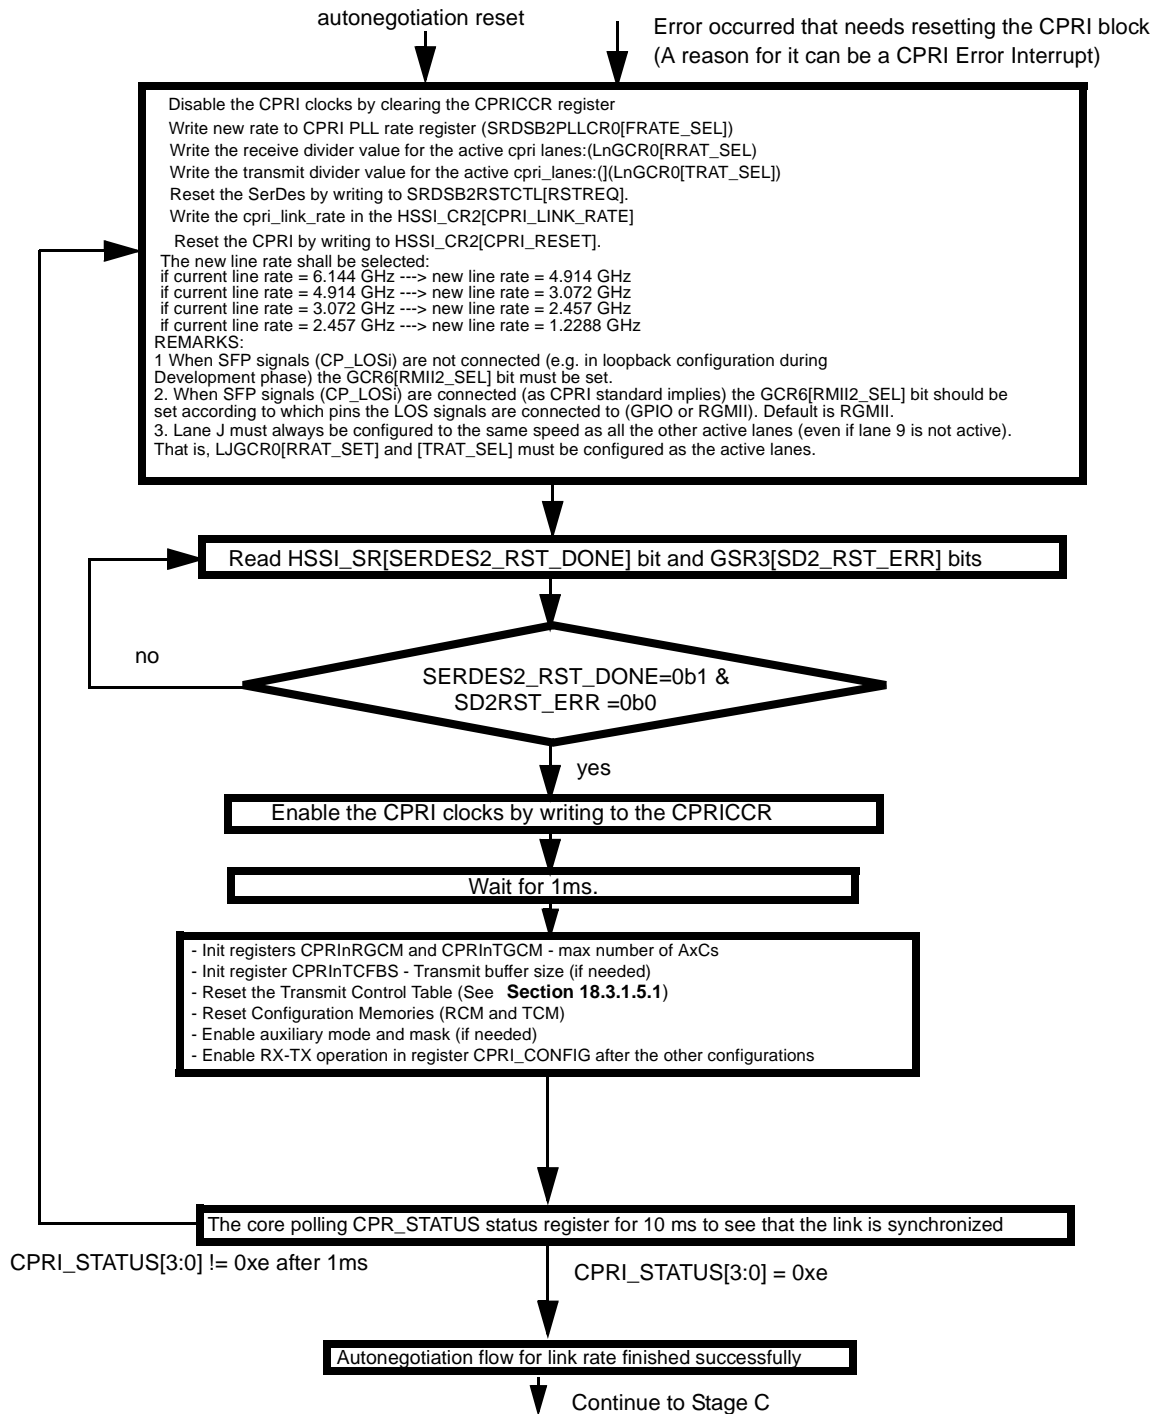 autonegotiation reset
Error occurred that needs resetting the CPRI block
(A reason for it can be a CPRI Error Interrupt)
Disable the CPRI clocks by clearing the CPRICCR register
Write new rate to CPRI PLL rate register (SRDSB2PLLCR0[FRATE_SEL])
Write the receive divider value for the active cpri lanes:(LnGCR0[RRAT_SEL)
Write the transmit divider value for the active cpri_lanes:(](LnGCR0[TRAT_SEL])
Reset the SerDes by writing to SRDSB2RSTCTL[RSTREQ].
Write the cpri_link_rate in the HSSI_CR2[CPRI_LINK_RATE]
Reset the CPRI by writing to HSSI_CR2[CPRI_RESET].
The new line rate shall be selected:
if current line rate = 6.144 GHz ---> new line rate = 4.914 GHz
if current line rate = 4.914 GHz ---> new line rate = 3.072 GHz
if current line rate = 3.072 GHz ---> new line rate = 2.457 GHz
if current line rate = 2.457 GHz ---> new line rate = 1.2288 GHz
REMARKS:
1 When SFP signals (CP_LOSi) are not connected (e.g. in loopback configuration during
Development phase) the GCR6[RMII2_SEL] bit must be set.
2. When SFP signals (CP_LOSi) are connected (as CPRI standard implies) the GCR6[RMII2_SEL] bit should be
set according to which pins the LOS signals are connected to (GPIO or RGMII). Default is RGMII.
3. Lane J must always be configured to the same speed as all the other active lanes (even if lane 9 is not active).
That is, LJGCR0[RRAT_SET] and [TRAT_SEL] must be configured as the active lanes.
Read HSSI_SR[SERDES2_RST_DONE] bit and GSR3[SD2_RST_ERR] bits
no
SERDES2_RST_DONE=0b1 &
SD2RST_ERR =0b0
yes
Enable the CPRI clocks by writing to the CPRICCR
Wait for 1ms.
- Init registers CPRInRGCM and CPRInTGCM - max number of AxCs
- Init register CPRInTCFBS - Transmit buffer size (if needed)
- Reset the Transmit Control Table (See Section 18.3.1.5.1)
- Reset Configuration Memories (RCM and TCM)
- Enable auxiliary mode and mask (if needed)
- Enable RX-TX operation in register CPRI_CONFIG after the other configurations
The core polling CPR_STATUS status register for 10 ms to see that the link is synchronized
CPRI_STATUS[3:0] != 0xe after 1ms
CPRI_STATUS[3:0] = 0xe
Autonegotiation flow for link rate finished successfully
Continue to Stage C